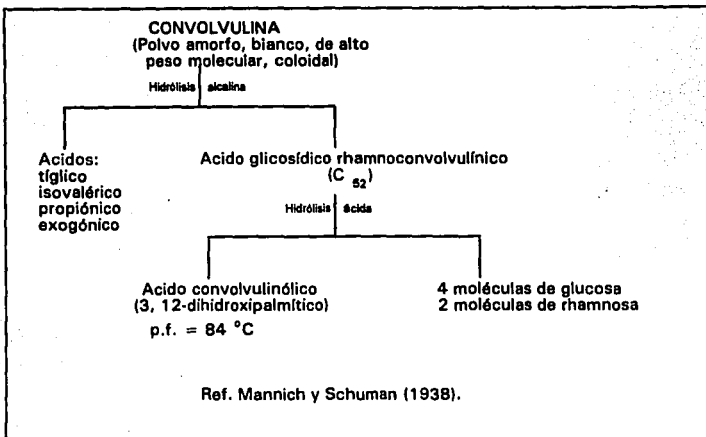 CONVOLVULINA
(Polvo amorfo, bianco, de alto
peso molecular, coloidal)
Hidrólisis alcalina
Acidos:
tíglico
isovalérico
propiónico
exogónico
Acido glicosídico rhamnoconvolvulínico
(C 52)
Hidrólisis ácida
Acido convolvulinólico
(3, 12-dihidroxipalmítico)
p.f. = 84 °C
4 moléculas de glucosa
2 moléculas de rhamnosa
Ref. Mannich y Schuman (1938).